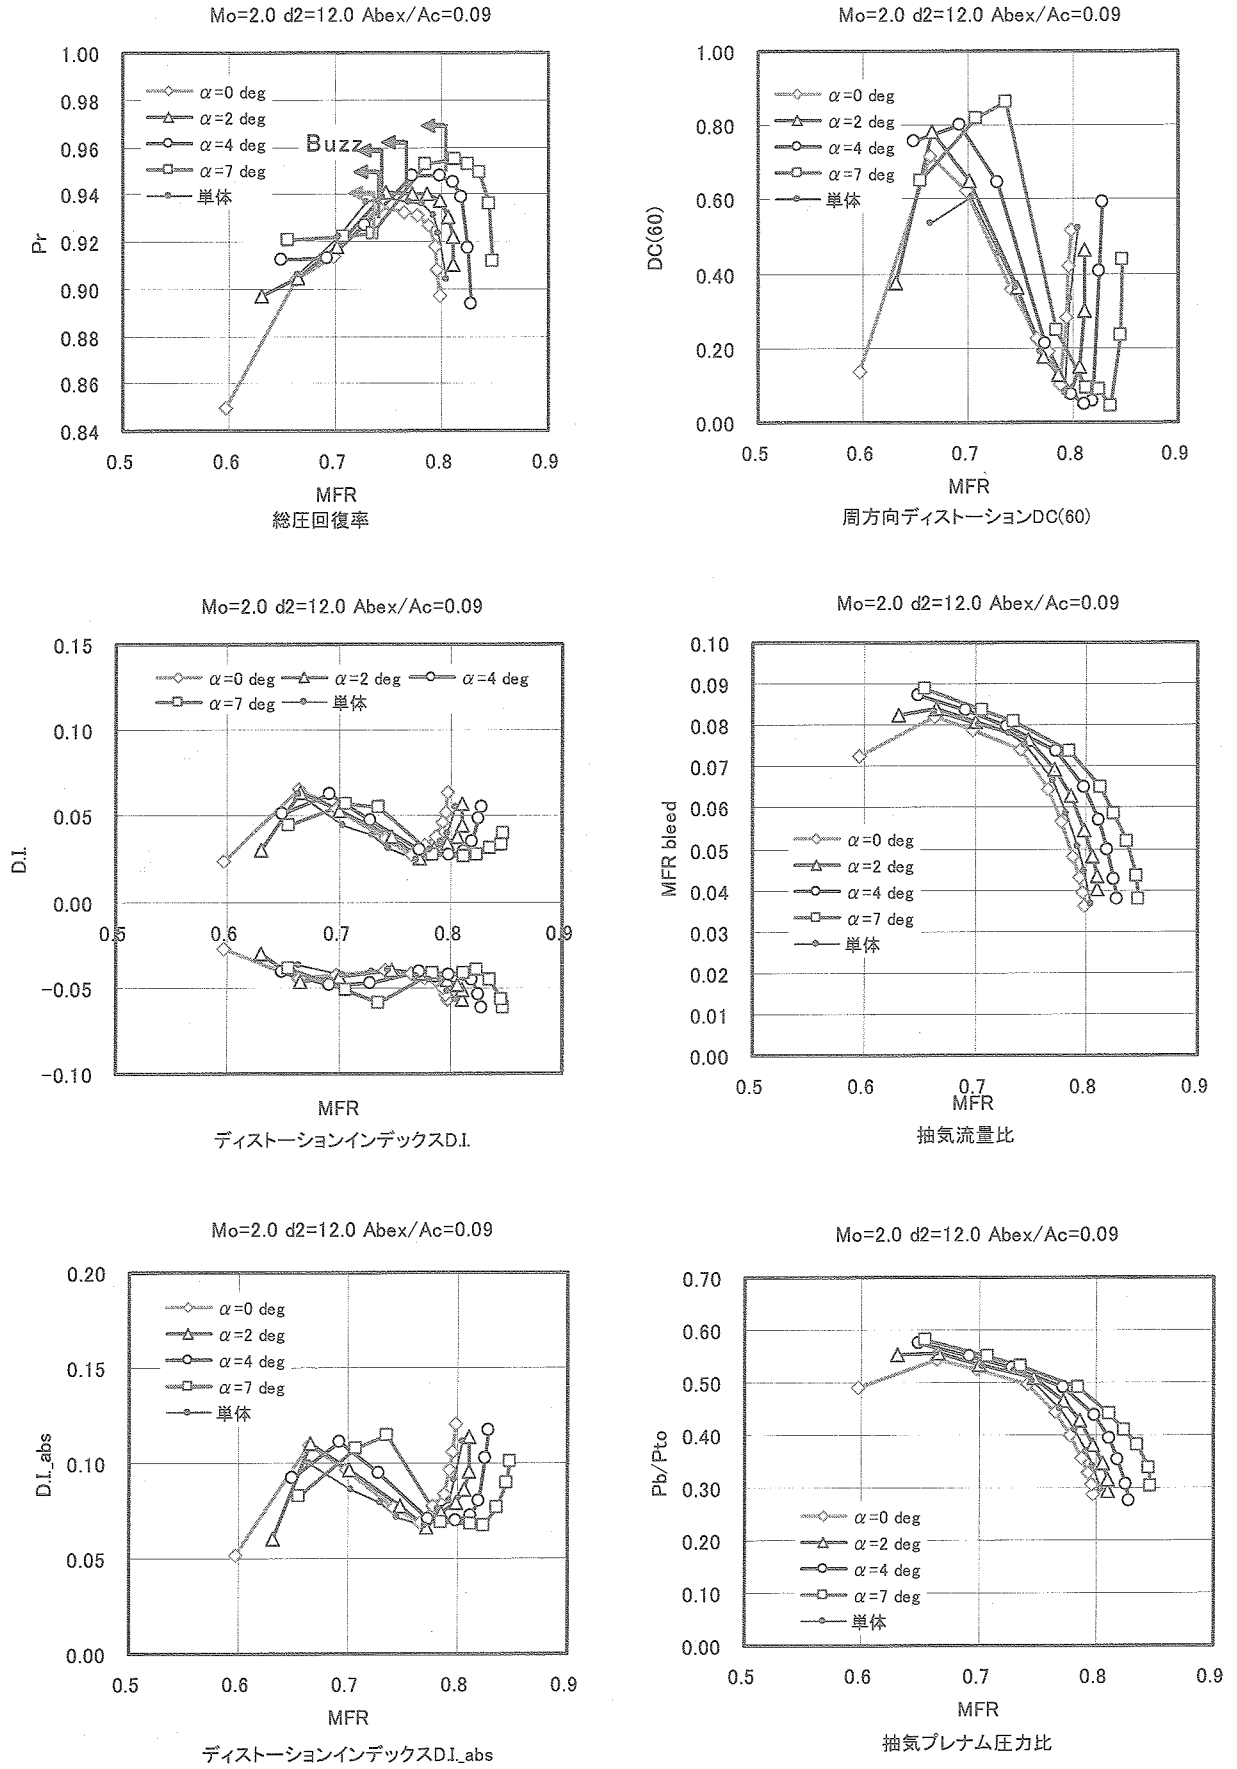 Mo=2.0 d2=12.0 Abex/Ac=0.09
1.00
0.98
0.96
0.94
0.92
0.90
0.88
0.86
0.84
Pr
α=0 deg
α=2 deg
α=4 deg
α=7 deg
単体
Buzz
0.5 0.6 0.7 0.8 0.9
MFR
総圧回復率
Mo=2.0 d2=12.0 Abex/Ac=0.09
1.00
0.80
0.60
0.40
0.20
0.00
DC(60)
α=0 deg
α=2 deg
α=4 deg
α=7 deg
単体
0.5 0.6 0.7 0.8 0.9
MFR
周方向ディストーションDC(60)
Mo=2.0 d2=12.0 Abex/Ac=0.09
0.15
0.10
0.05
0.00
-0.05
-0.10
D.I.
α=0 deg α=2 deg α=4 deg
α=7 deg 単体
0.5 0.6 0.7 0.8 0.9
MFR
ディストーションインデックスD.I.
Mo=2.0 d2=12.0 Abex/Ac=0.09
0.10
0.09
0.08
0.07
0.06
0.05
0.04
0.03
0.02
0.01
0.00
MFR bleed
α=0 deg
α=2 deg
α=4 deg
α=7 deg
単体
0.5 0.6 0.7 0.8 0.9
MFR
抽気流量比
Mo=2.0 d2=12.0 Abex/Ac=0.09
0.20
0.15
0.10
0.05
0.00
D.I._abs
α=0 deg
α=2 deg
α=4 deg
α=7 deg
単体
0.5 0.6 0.7 0.8 0.9
MFR
ディストーションインデックスD.I._abs
Mo=2.0 d2=12.0 Abex/Ac=0.09
0.70
0.60
0.50
0.40
0.30
0.20
0.10
0.00
Pb/Pto
α=0 deg
α=2 deg
α=4 deg
α=7 deg
単体
0.5 0.6 0.7 0.8 0.9
MFR
抽気プレナム圧力比